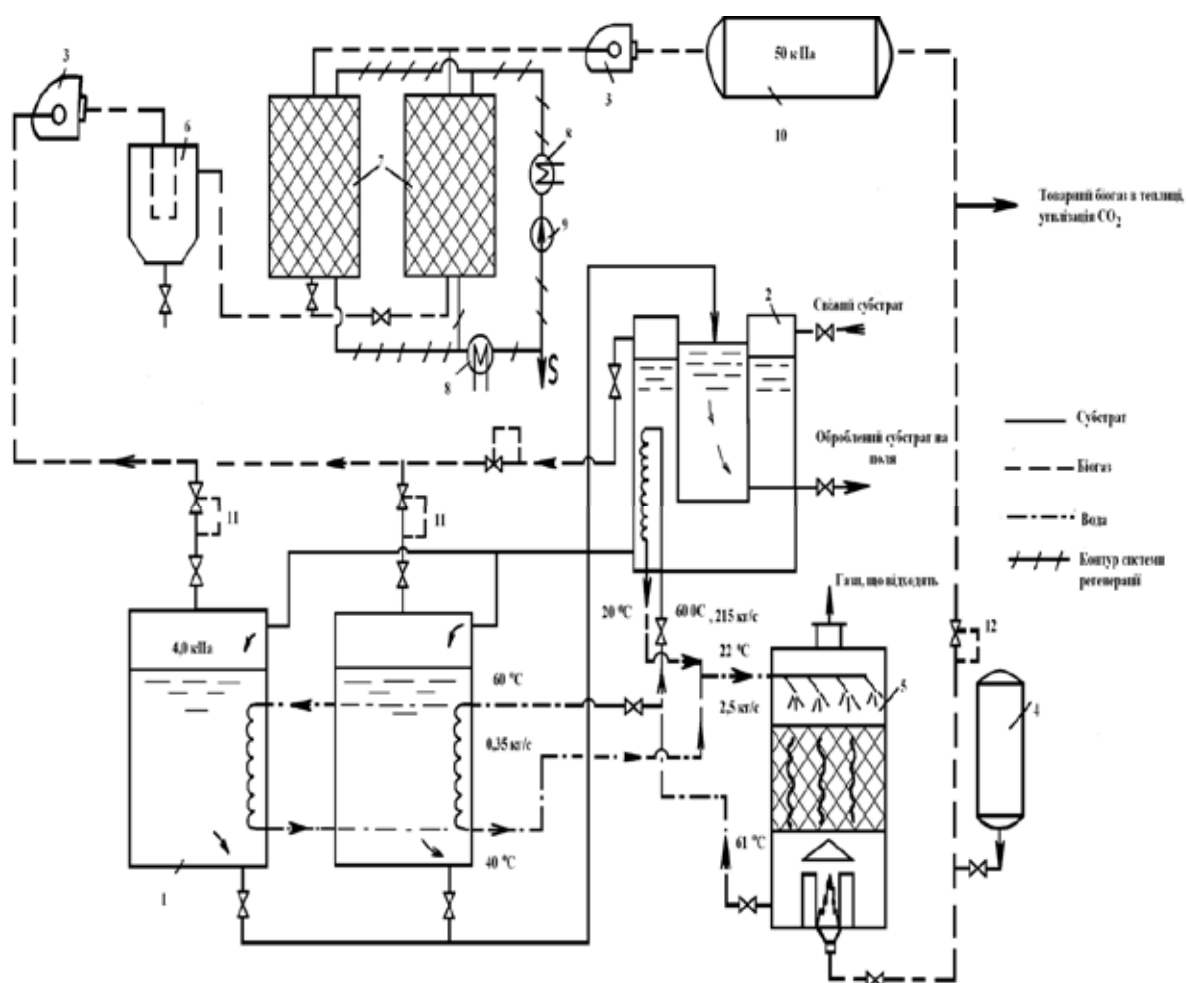 50 кПа
3
3
6
7
8
10
9
Товарний біогаз в теплиці,
утилізація CO2
2
Свіжий субстрат
S
8
Субстрат
Оброблений субстрат на
поля
Біогаз
11
11
Вода
Контур системи
регенерації
Гази, що відходять
20 °C
60 0C
, 215 кг/с
12
4,0 кПа
22 °C
60 °C
5
4
2,5 кг/с
0,35 кг/с
61 °C
40 °C
1